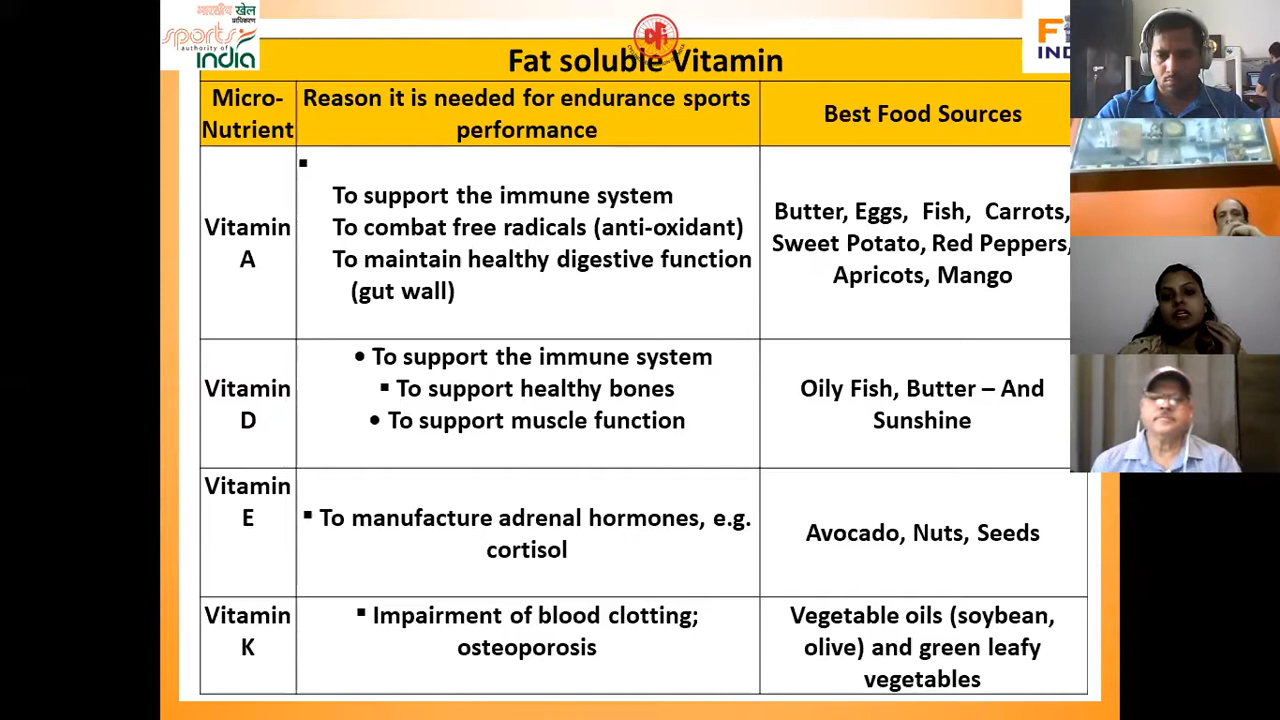 भारतीय खेल
प्राधिकरण
sports
authority of
india
F
IND
Fat soluble Vitamin
Micro-
Nutrient
Reason it is needed for endurance sports
performance
Best Food Sources
Vitamin
A
▪
To support the immune system
To combat free radicals (anti-oxidant)
To maintain healthy digestive function
(gut wall)
Butter, Eggs, Fish, Carrots,
Sweet Potato, Red Peppers,
Apricots, Mango
Vitamin
D
• To support the immune system
▪ To support healthy bones
• To support muscle function
Oily Fish, Butter – And
Sunshine
Vitamin
E
▪ To manufacture adrenal hormones, e.g.
cortisol
Avocado, Nuts, Seeds
Vitamin
K
▪ Impairment of blood clotting;
osteoporosis
Vegetable oils (soybean,
olive) and green leafy
vegetables